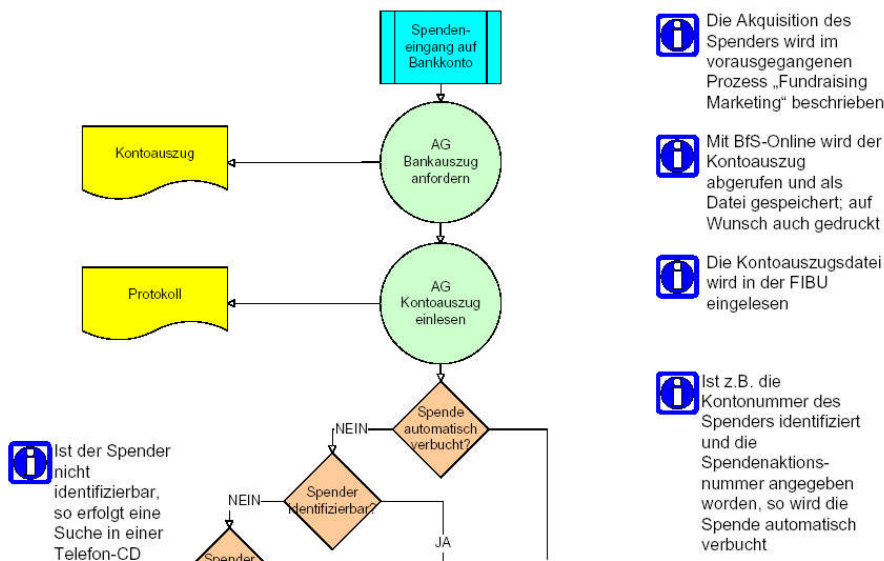 Spenden-
eingang auf
Bankkonto
Die Akquisition des
Spenders wird im
vorausgegangenen
Prozess „Fundraising
Marketing“ beschrieben
Kontoauszug
AG
Bankauszug
anfordern
Mit BfS-Online wird der
Kontoauszug
abgerufen und als
Datei gespeichert; auf
Wunsch auch gedruckt
Protokoll
AG
Kontoauszug
einlesen
Die Kontoauszugsdatei
wird in der FIBU
eingelesen
Spende
automatisch
verbucht?
NEIN
Ist z.B. die
Kontonummer des
Spenders identifiziert
und die
Spendenaktions-
nummer angegeben
worden, so wird die
Spende automatisch
verbucht
Ist der Spender
nicht
identifizierbar,
so erfolgt eine
Suche in einer
Telefon-CD
NEIN
Spender
identifizierbar?
JA
Spender